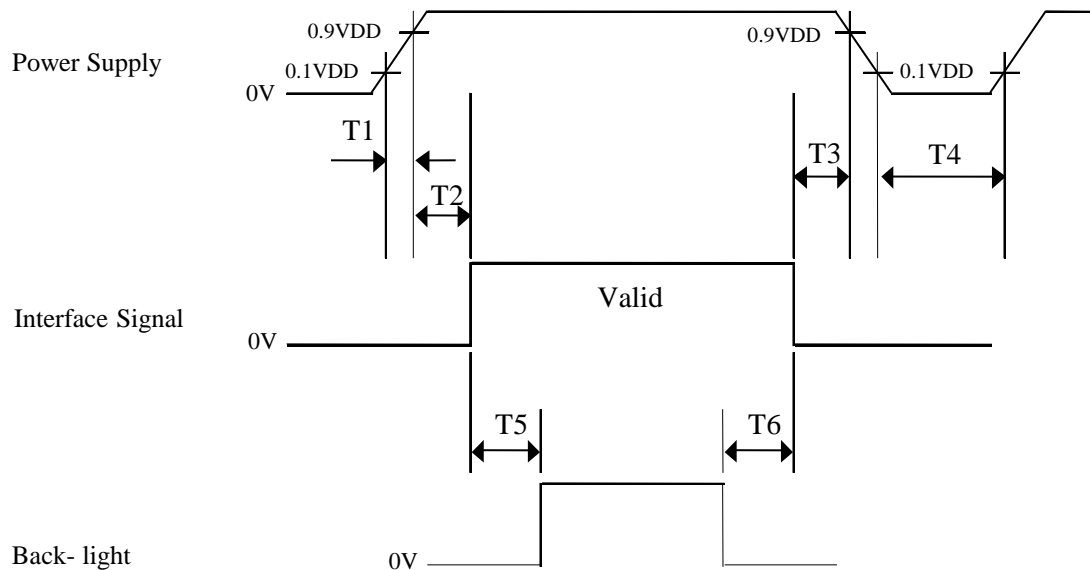 0.9VDD
0.9VDD
Power Supply
0.1VDD
0.1VDD
0V
T1
T3
T4
T2
Valid
Interface Signal
0V
T5
T6
Back- light
0V